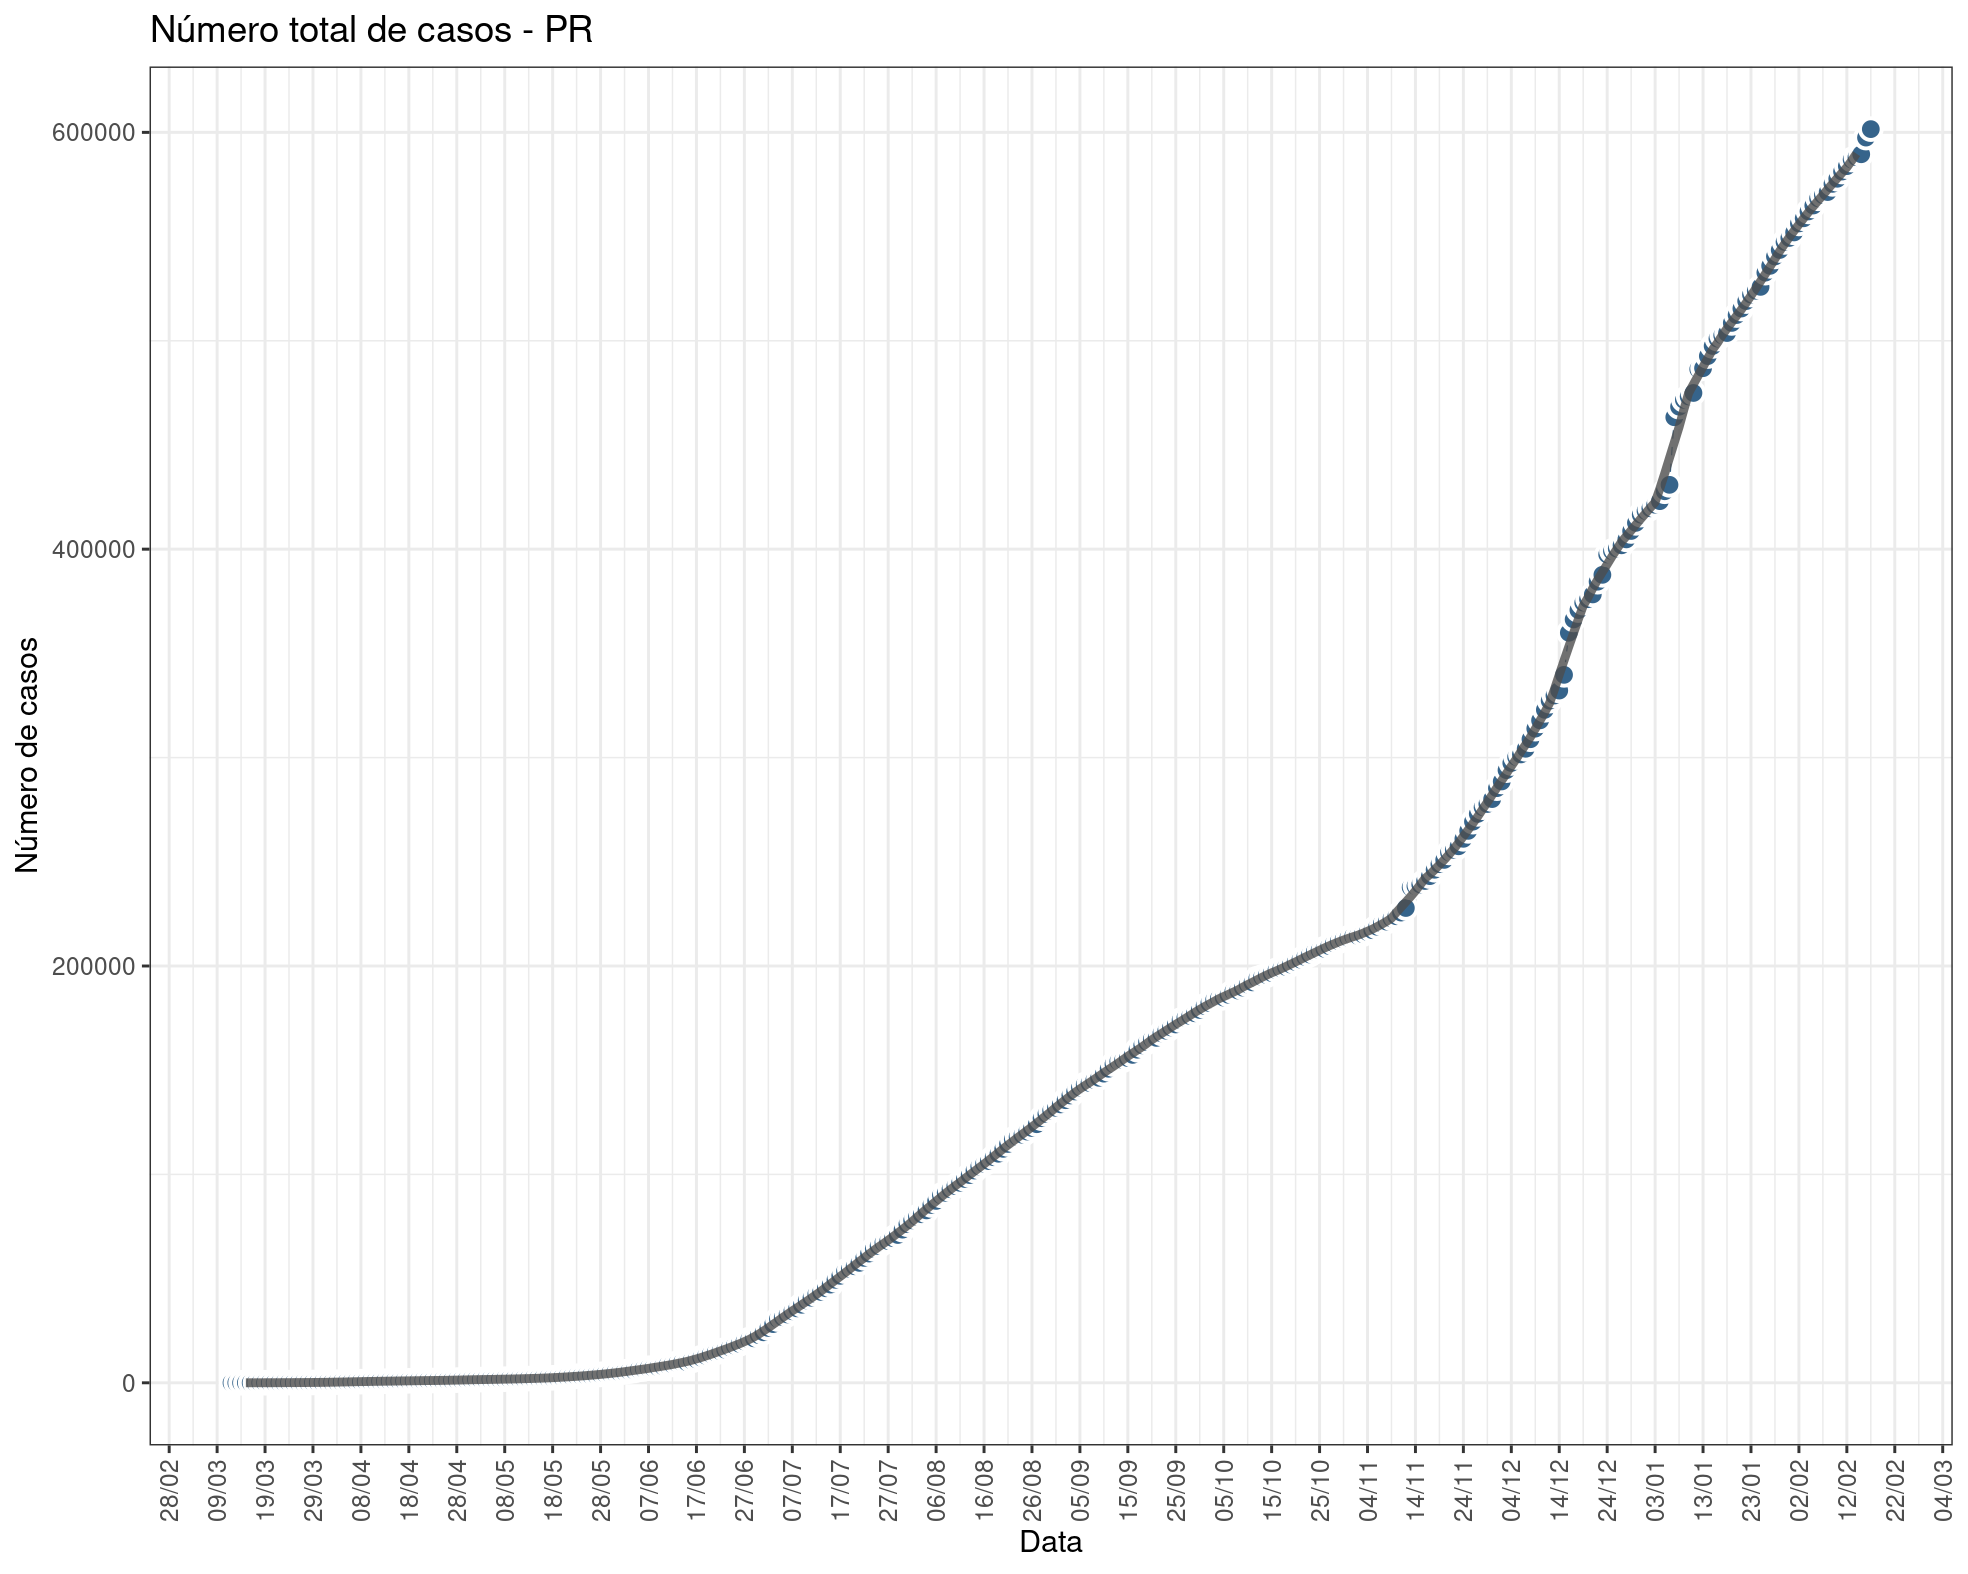 Número total de casos - PR
Número de casos
600000
400000
200000
0
28/02 09/03 19/03 29/03 08/04 18/04 28/04 08/05 18/05 28/05 07/06 17/06 27/06 07/07 17/07 27/07 06/08 16/08 26/08 05/09 15/09 25/09 05/10 15/10 25/10 04/11 14/11 24/11 04/12 14/12 24/12 03/01 13/01 23/01 02/02 12/02 22/02 04/03
Data